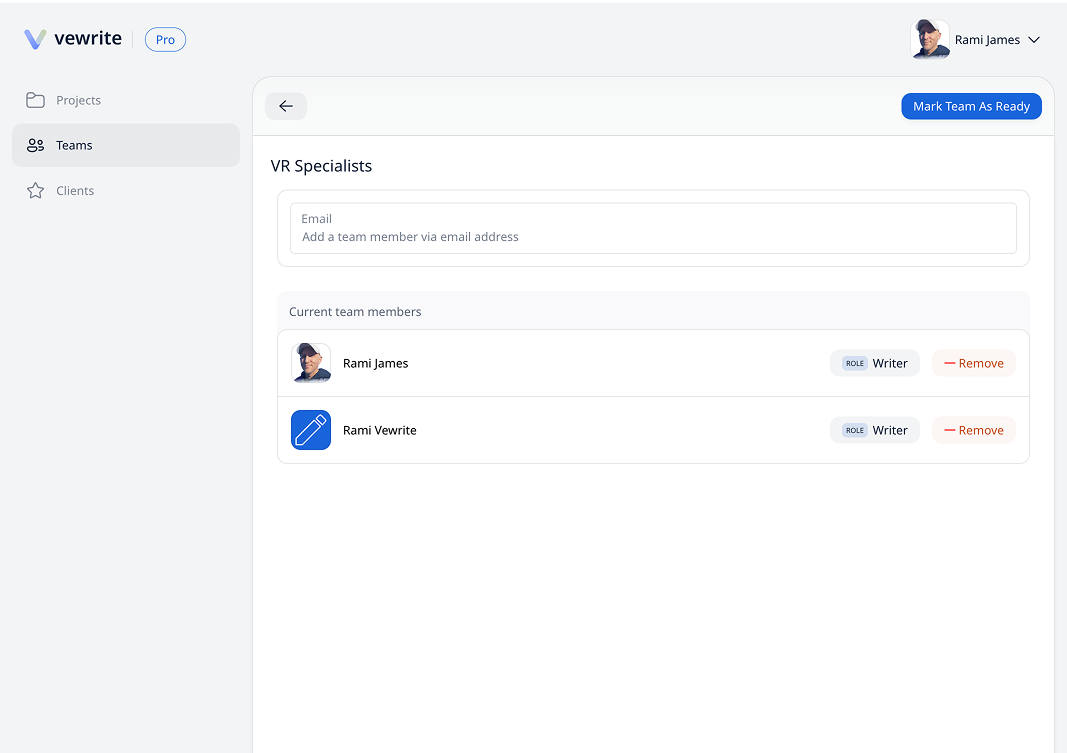 vewrite
Pro
Rami James
Projects
Teams
Clients
Mark Team As Ready
VR Specialists
Email
Add a team member via email address
Current team members
Rami James
ROLE Writer
Remove
Rami Vewrite
ROLE Writer
Remove